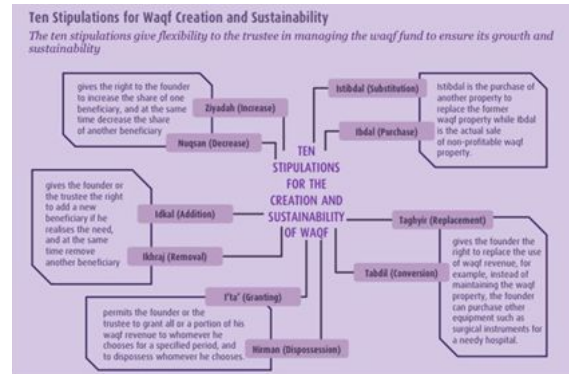 Ten Stipulations for Waqf Creation and Sustainability
The ten stipulations give flexibility to the trustee in managing the waqf fund to ensure its growth and
sustainability
gives the right to the founder
to increase the share of one
beneficiary, and at the same
time decrease the share
of another beneficiary
Ziyadah (Increase)
Nuqsan (Decrease)
Istibdal (Substitution)
Ibdal (Purchase)
Istibdal is the purchase of
another property to
replace the former
waqf property while Ibdal
is the actual sale
of non-profitable waqf
property.
TEN
STIPULATIONS
FOR THE
CREATION AND
SUSTAINABILITY
OF WAQF
gives the founder or
the trustee the right
to add a new
beneficiary if he
realises the need,
and at the same
time remove
another beneficiary
Idkal (Addition)
Ikhraj (Removal)
Taghyir (Replacement)
Tabdil (Conversion)
gives the founder the
right to replace the use
of waqf revenue, for
example, instead of
maintaining the waqf
property, the founder
can purchase other
equipment such as
surgical instruments for
a needy hospital.
I'ta' (Granting)
Hirman (Dispossession)
permits the founder or the
trustee to grant all or a portion of his
waqf revenue to whomever he
chooses for a specified period, and
to dispossess whomever he chooses.